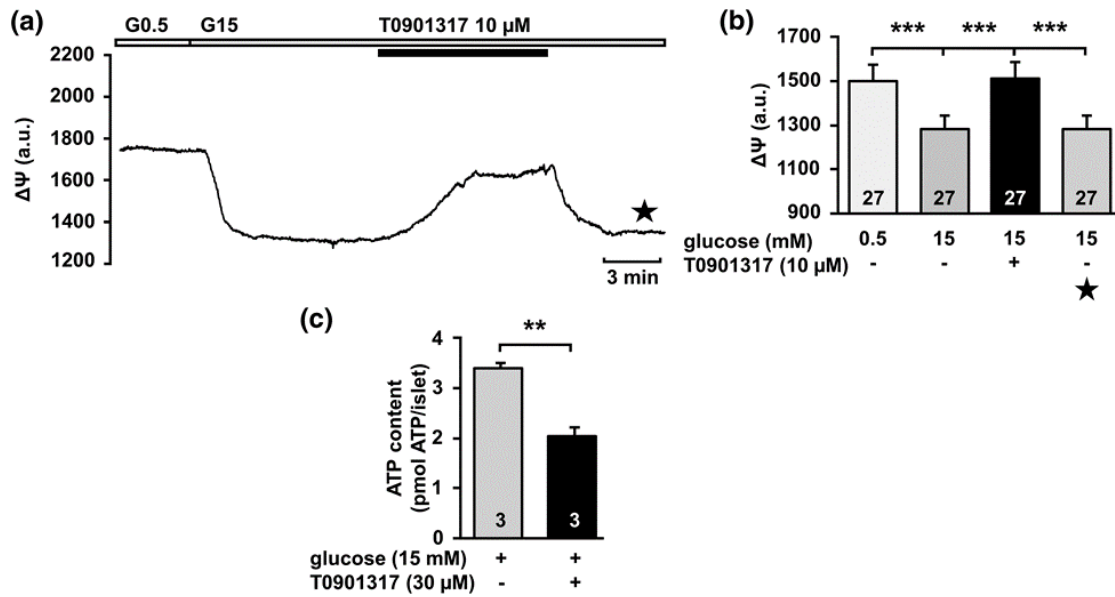 (a)
G0.5 G15 T0901317 10 µM
2200
2000
1800
1600
1400
1200
ΔΨ (a.u.)
★
3 min
(b)
1700
1500
1300
1100
900
ΔΨ (a.u.)
*** *** ***
27 27 27 27
glucose (mM) 0.5 15 15 15
T0901317 (10 µM) - - + -
★
(c)
4
3
2
1
0
ATP content
(pmol ATP/islet)
**
3 3
glucose (15 mM) + +
T0901317 (30 µM) - +